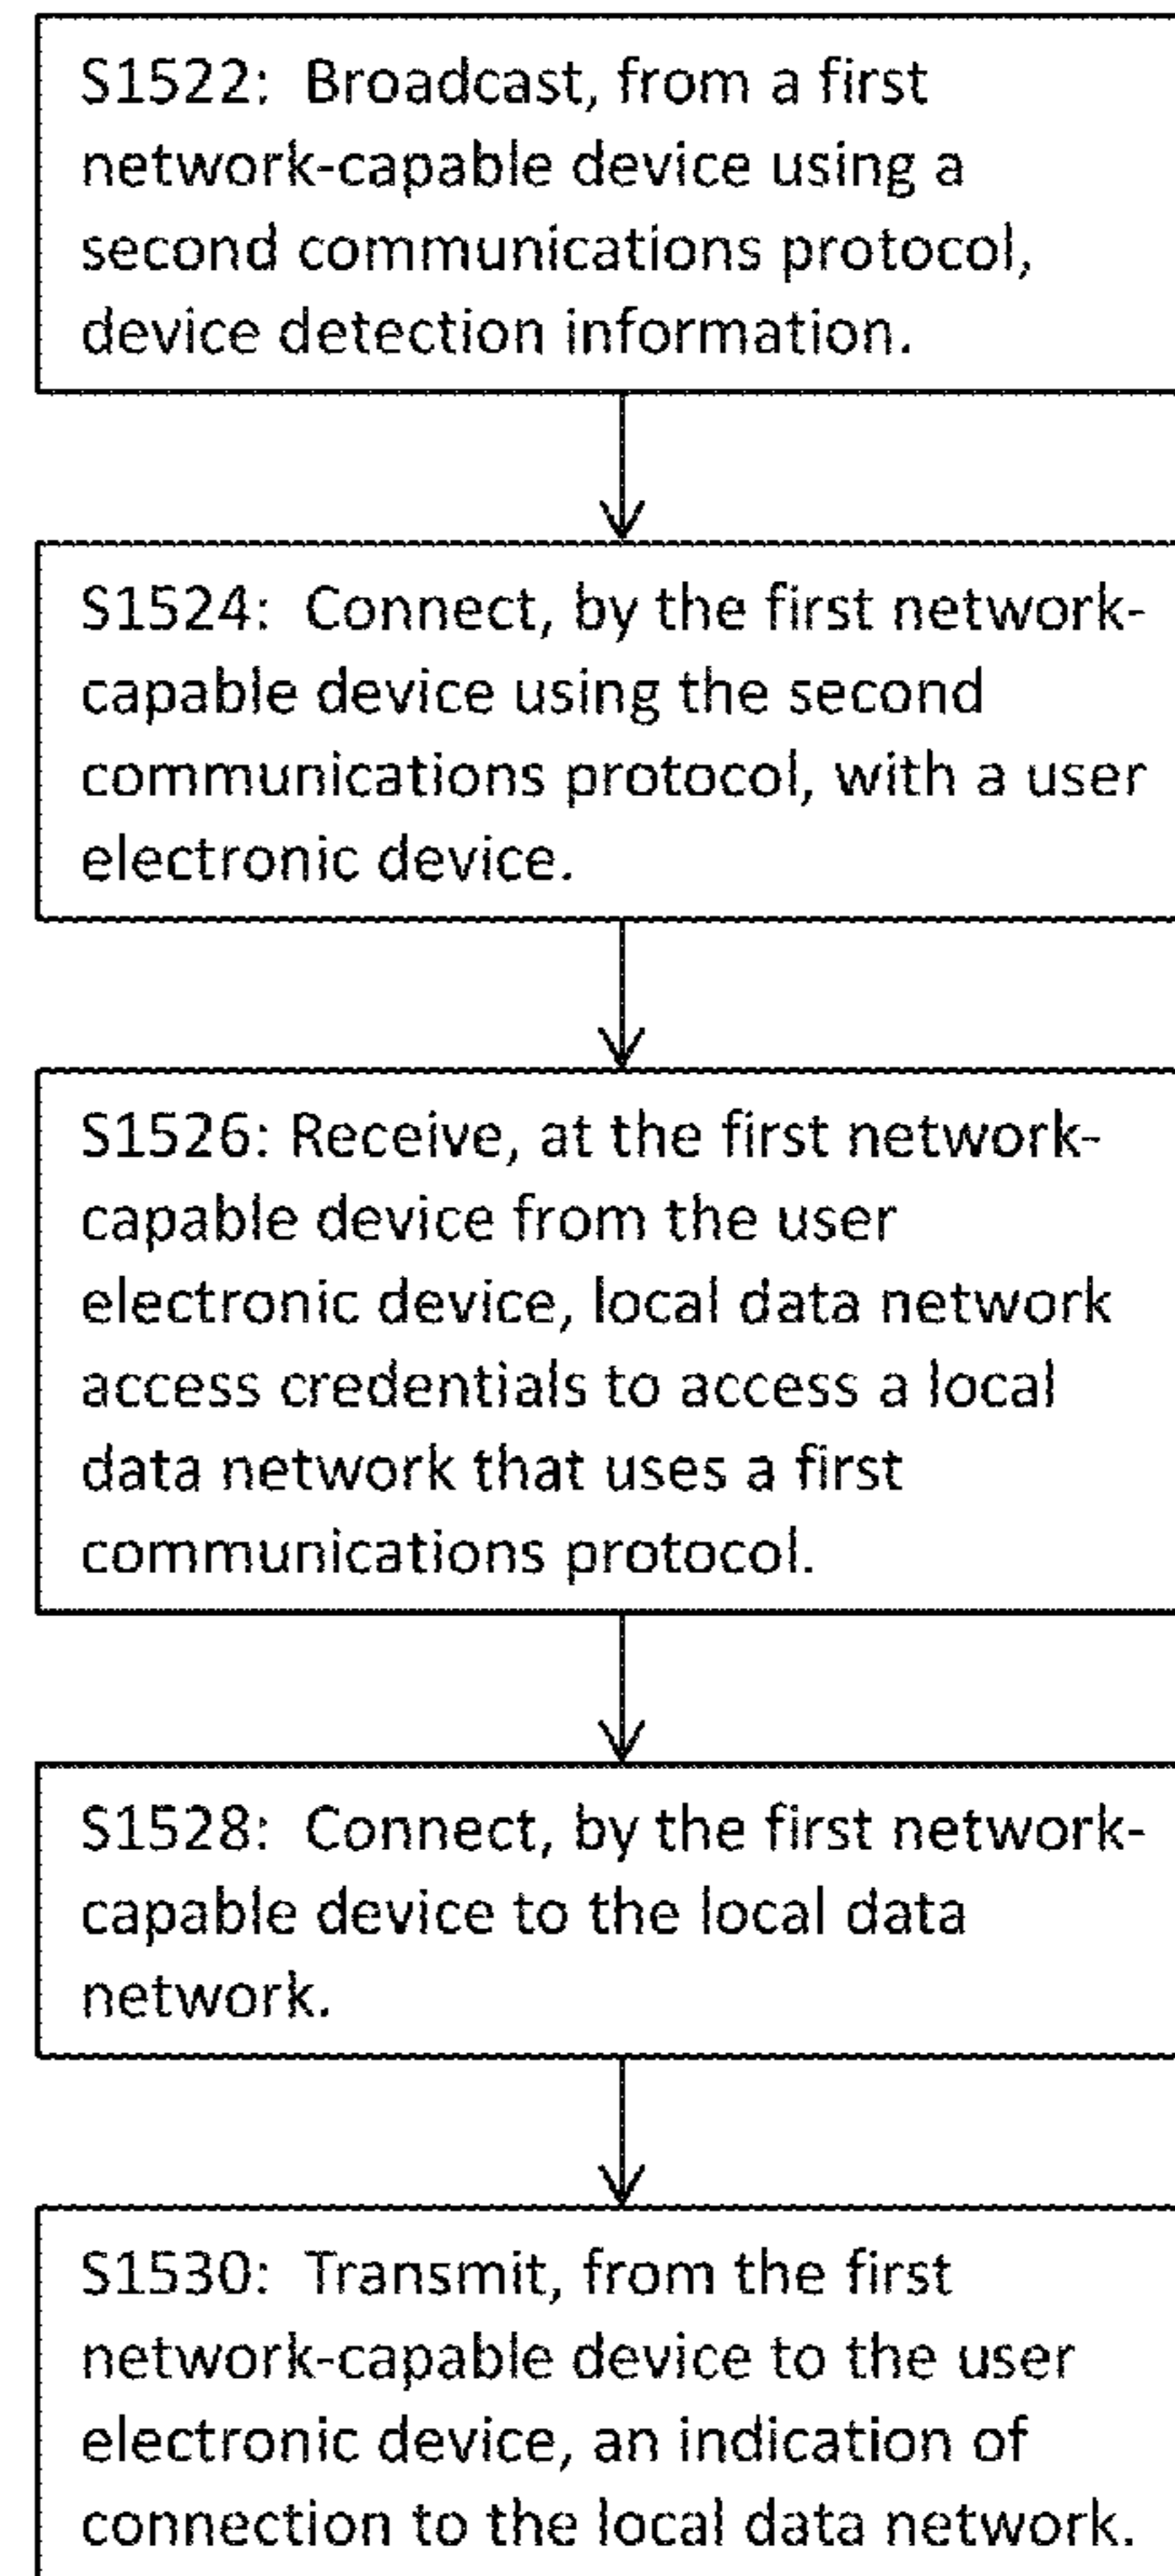 S1522: Broadcast, from a first
network-capable device using a
second communications protocol,
device detection information.
S1524: Connect, by the first network-
capable device using the second
communications protocol, with a user
electronic device.
S1526: Receive, at the first network-
capable device from the user
electronic device, local data network
access credentials to access a local
data network that uses a first
communications protocol.
S1528: Connect, by the first network-
capable device to the local data
network.
S1530: Transmit, from the first
network-capable device to the user
electronic device, an indication of
connection to the local data network.